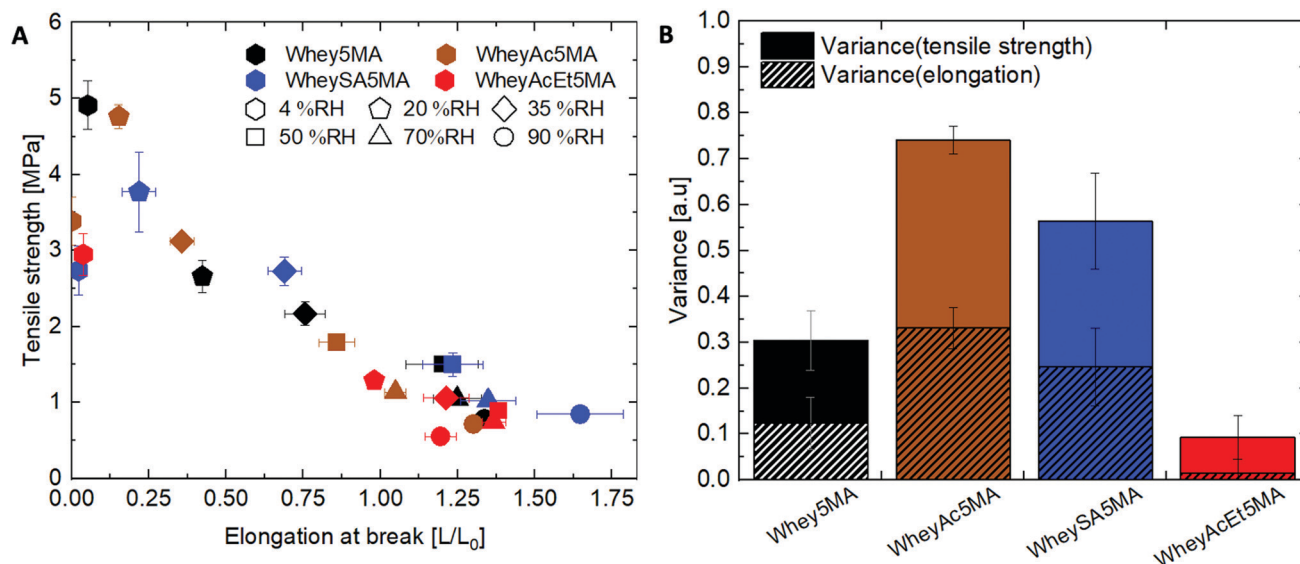 A
Tensile strength [MPa]
6
5
4
3
2
1
0
Whey5MA WheyAc5MA
WheySA5MA WheyAcEt5MA
4 %RH 20 %RH 35 %RH
50 %RH 70%RH 90 %RH
0.00 0.25 0.50 0.75 1.00 1.25 1.50 1.75
Elongation at break [L/L0]
B
Variance [a.u]
1.0
0.9
0.8
0.7
0.6
0.5
0.4
0.3
0.2
0.1
0.0
Variance(tensile strength)
Variance(elongation)
Whey5MA WheyAc5MA WheySA5MA WheyAcEt5MA